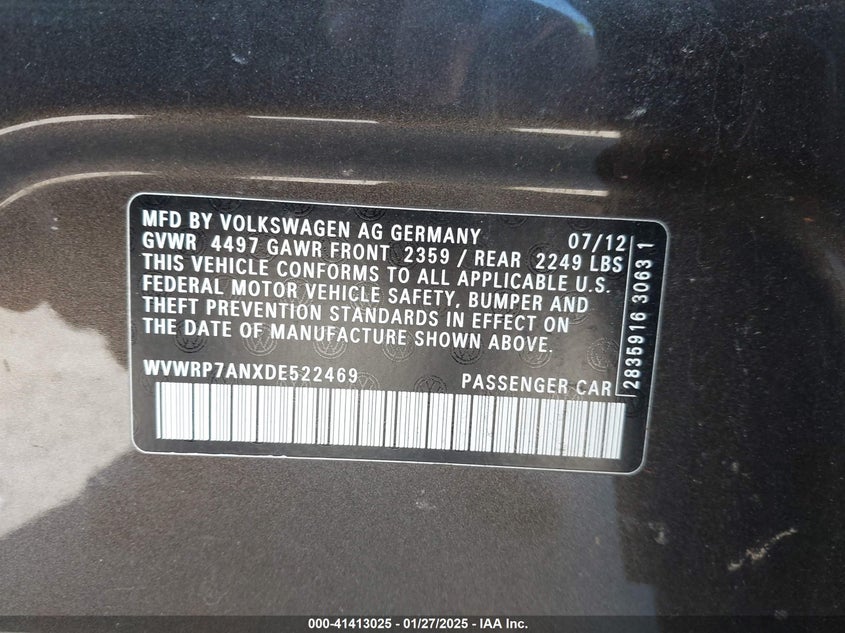 MFD BY VOLKSWAGEN AG GERMANY 07/12
GVWR 4497 GAWR FRONT 2359 / REAR 2249 LBS
THIS VEHICLE CONFORMS TO ALL APPLICABLE U.S.
FEDERAL MOTOR VEHICLE SAFETY, BUMPER AND
THEFT PREVENTION STANDARDS IN EFFECT ON
THE DATE OF MANUFACTURE SHOWN ABOVE.
WVWRP7ANXDE522469 PASSENGER CAR
2835916 3063 1
000-41413025 | 01/27/2025 | IAA Inc.